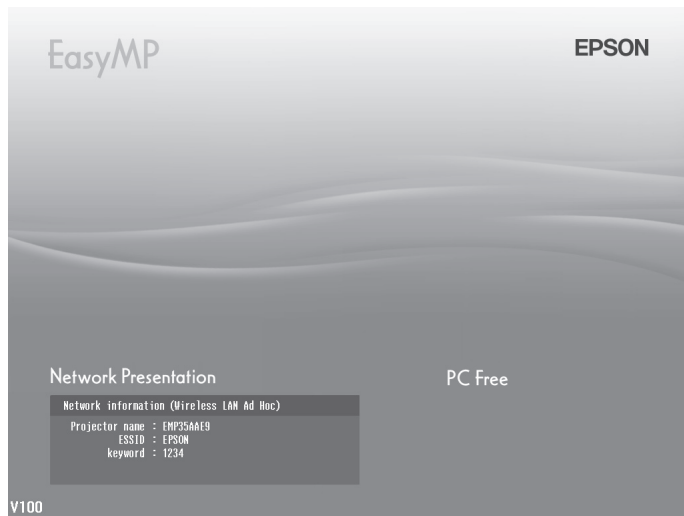 EasyMP
EPSON
Network Presentation
PC Free
Network information (Wireless LAN Ad Hoc)
Projector name : EMP35AAE9
ESSID : EPSON
keyword : 1234
V100